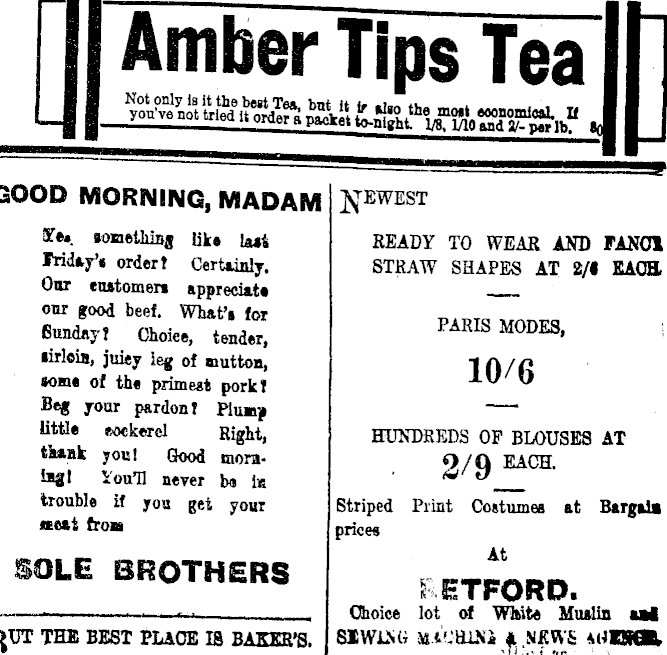 Amber Tips Tea
Not only is it the best Tea, but it is also the most economical. If
you've not tried it order a packet to-night. 1/8, 1/10 and 2/- per lb. 80
GOOD MORNING, MADAM
Yes, something like last
Friday's order? Certainly.
Our customers appreciate
our good beef. What's for
Sunday? Choice, tender,
sirloin, juicy leg of mutton,
some of the primest pork?
Beg your pardon? Plump
little cockerel Right,
thank you! Good morn-
ing! You'll never be in
trouble if you get your
meat from
SOLE BROTHERS
BUT THE BEST PLACE IS BAKER'S.
NEWEST
READY TO WEAR AND FANCY
STRAW SHAPES AT 2/6 EACH
PARIS MODES,
10/6
HUNDREDS OF BLOUSES AT
2/9 EACH.
Striped Print Costumes at Bargain
prices
At
RETFORD.
Choice lot of White Muslin and
SEWING MACHINE & NEWS AGENCY.